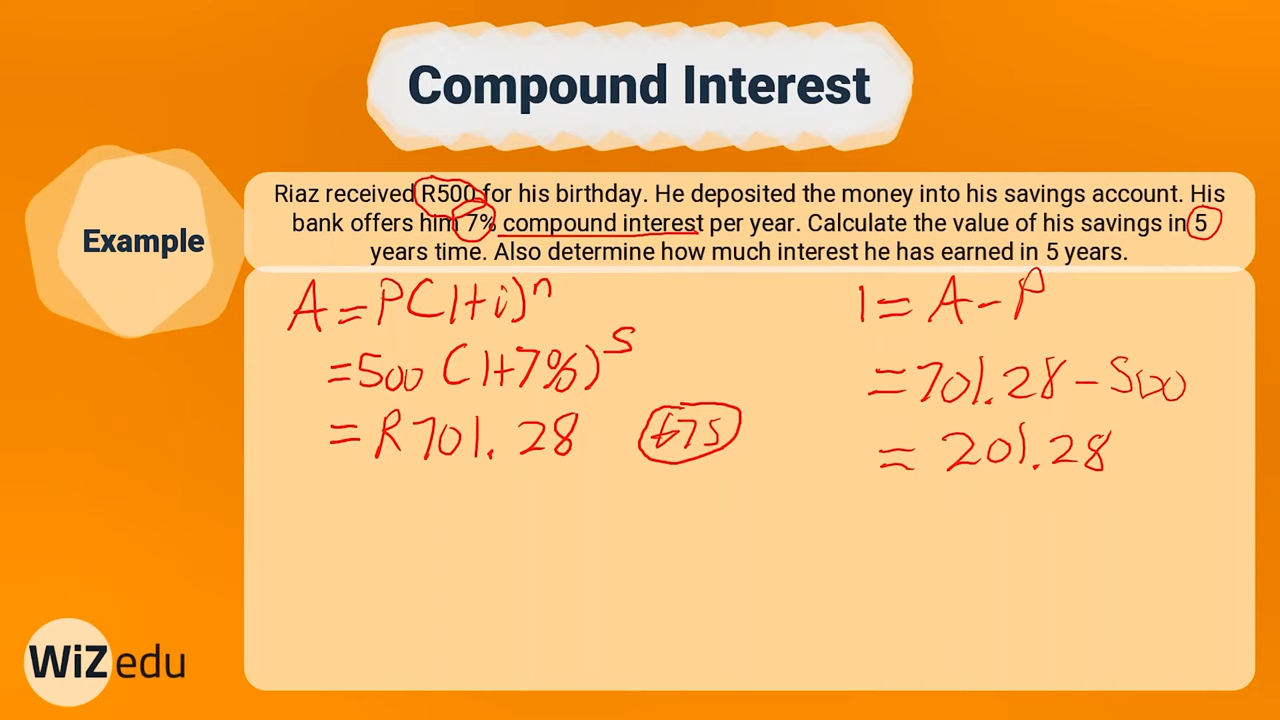 Compound Interest
Example
Riaz received R500 for his birthday. He deposited the money into his savings account. His
bank offers him 7% compound interest per year. Calculate the value of his savings in 5
years time. Also determine how much interest he has earned in 5 years.
A = P(1+i)^n
= 500 (1+7%)^5
= R701.28
675
I = A - P
= 701.28 - 500
= 201.28
WiZedu